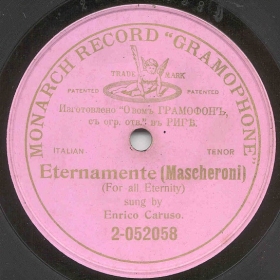 MONARCH RECORD "GRAMOPHONE"
TRADE MARK
PATENTED PATENTED
Изготовлено "О-вомъ ГРАМОФОНЪ,
съ огр. отв." въ РИГѢ.
ITALIAN TENOR
Eternamente (Mascheroni)
(For all Eternity)
sung by
Enrico Caruso.
2-052058